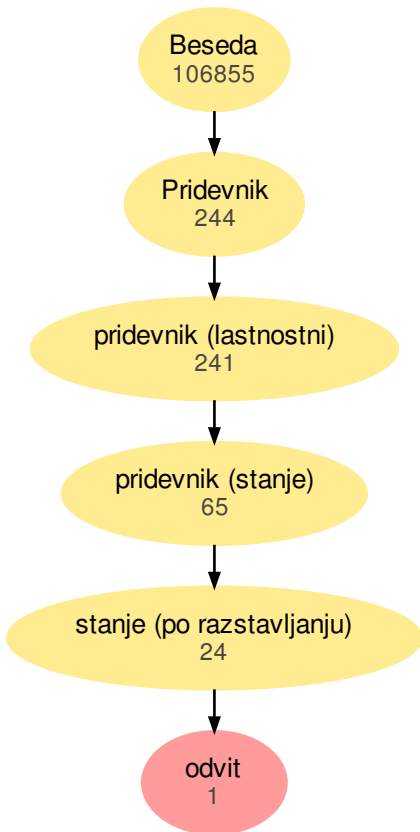 Beseda
106855
Pridevnik
244
pridevnik (lastnostni)
241
pridevnik (stanje)
65
stanje (po razstavljanju)
24
odvit
1